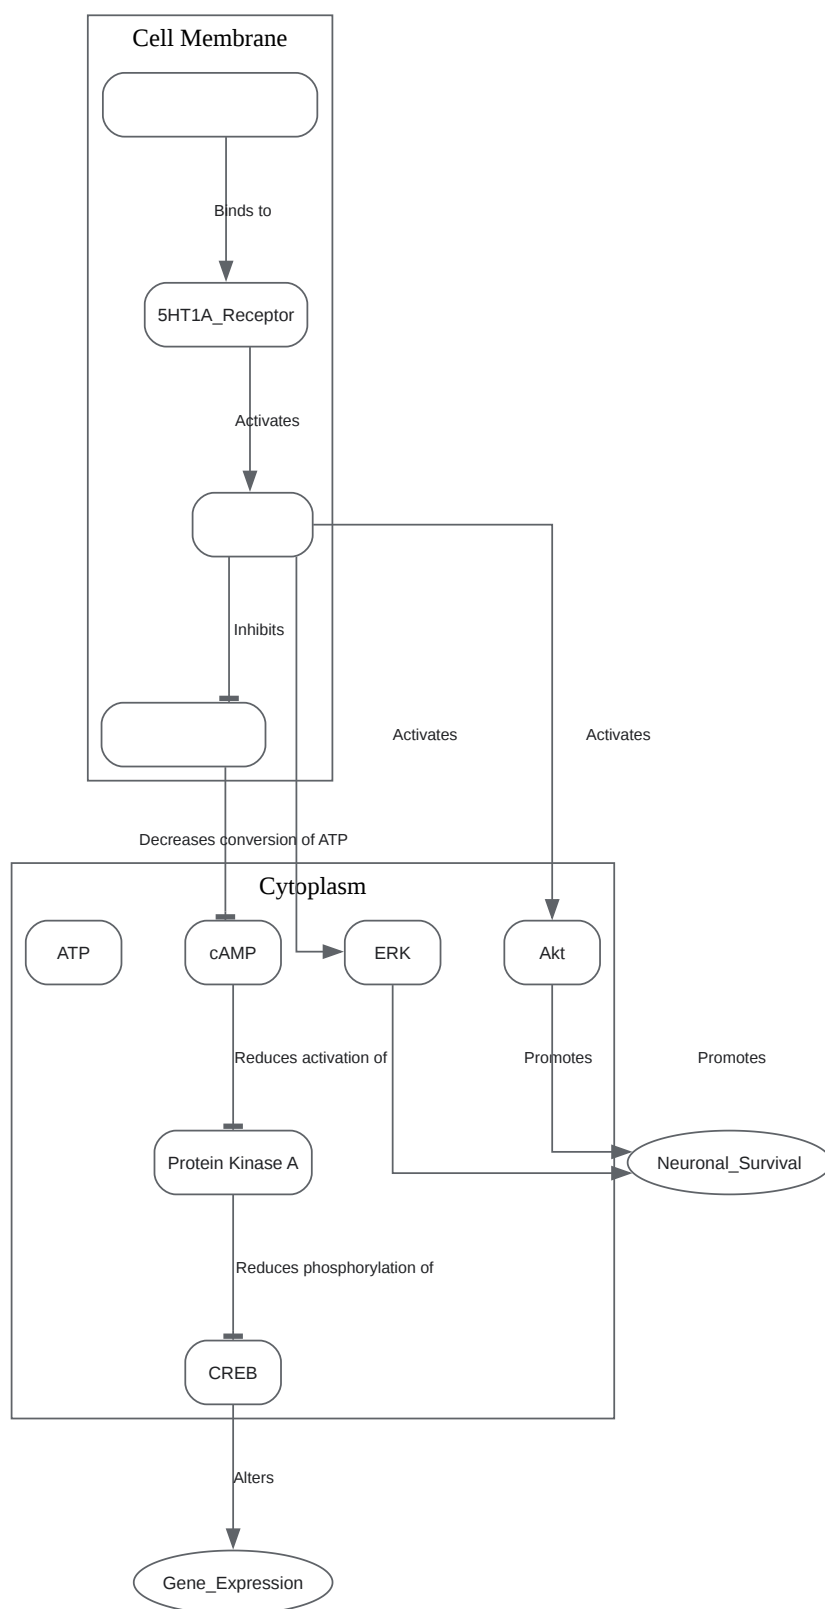 Cell Membrane
Binds to
5HT1A_Receptor
Activates
Inhibits
Activates
Activates
Decreases conversion of ATP
Cytoplasm
ATP
cAMP
ERK
Akt
Reduces activation of
Promotes
Promotes
Protein Kinase A
Neuronal_Survival
Reduces phosphorylation of
CREB
Alters
Gene_Expression